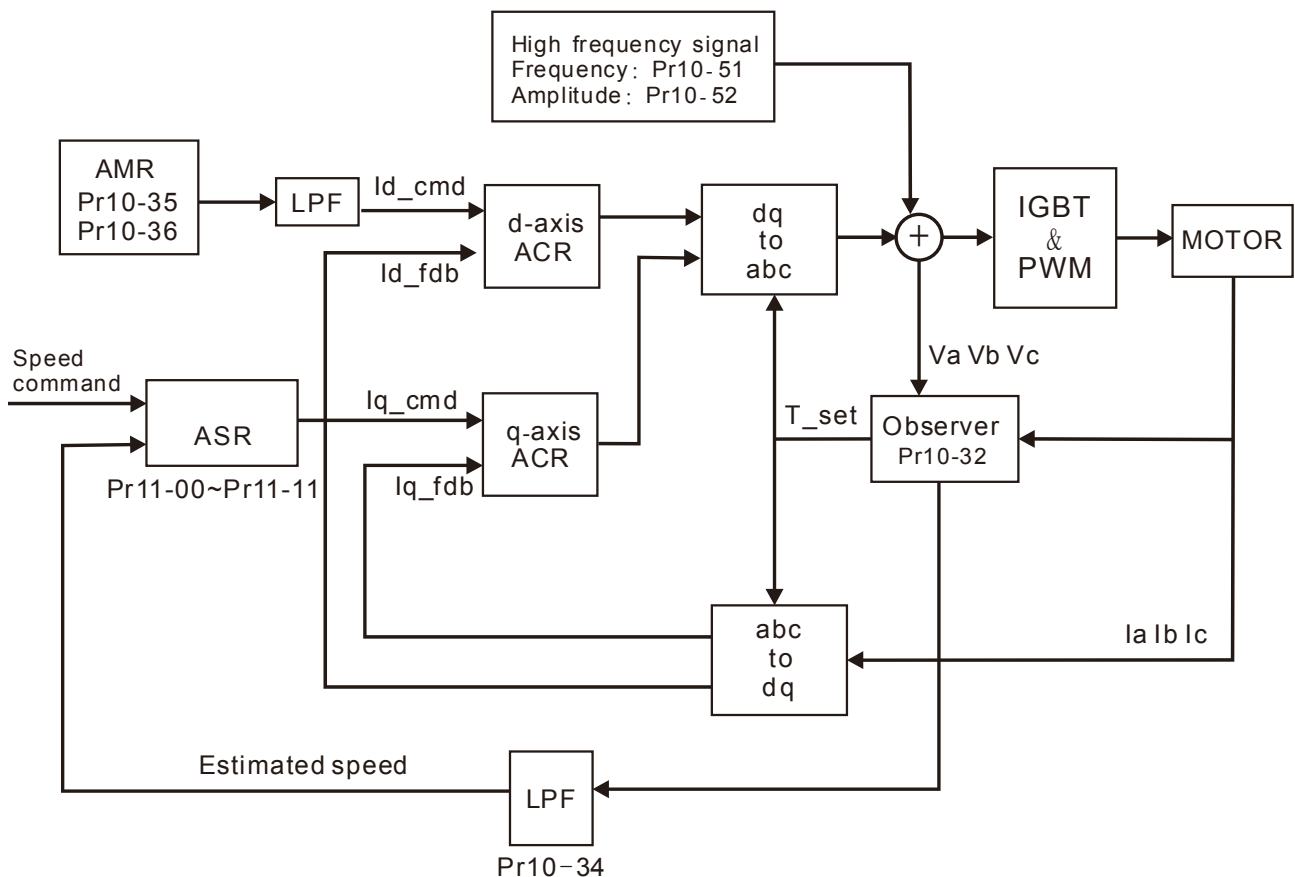 High frequency signal
Frequency: Pr10-51
Amplitude: Pr10-52
AMR
Pr10-35
Pr10-36
LPF
Id_cmd
Id_fdb
d-axis
ACR
dq
to
abc
+
IGBT
&
PWM
MOTOR
Va Vb Vc
Speed
command
ASR
Pr11-00~Pr11-11
Iq_cmd
Iq_fdb
q-axis
ACR
T_set
Observer
Pr10-32
abc
to
dq
Ia Ib Ic
Estimated speed
LPF
Pr10-34